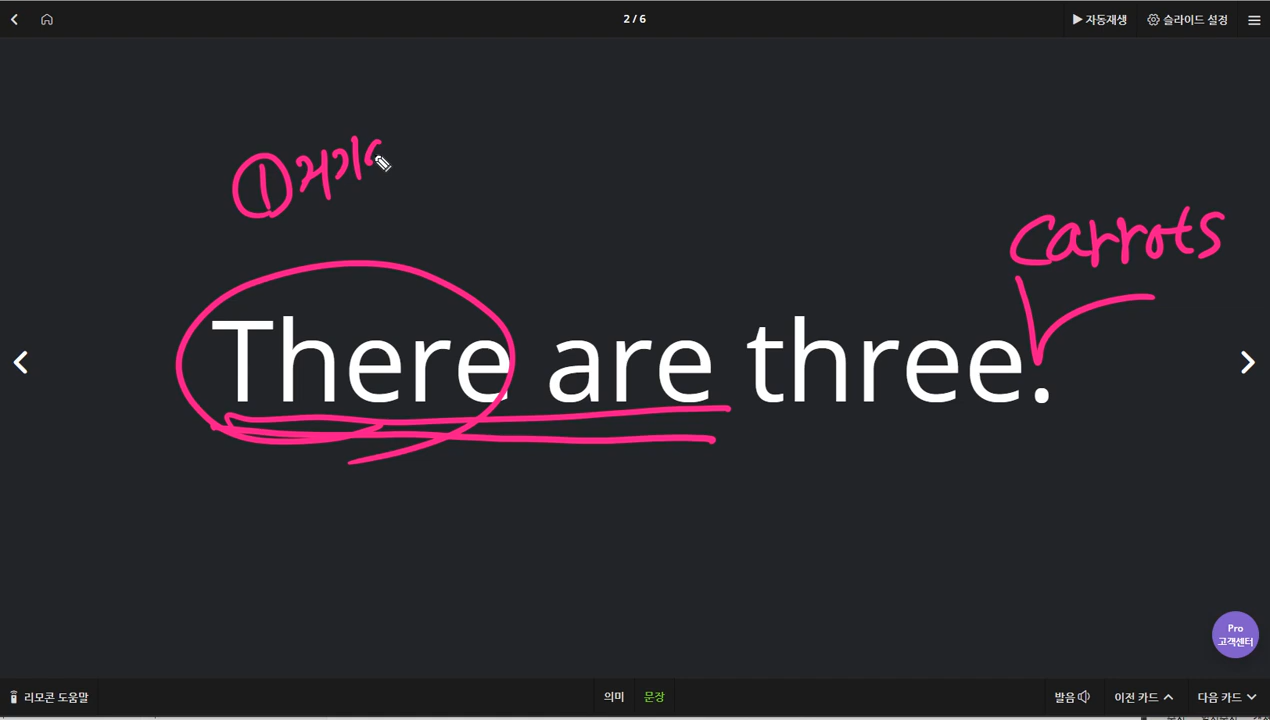 2 / 6
자동재생
슬라이드 설정
① 거기
carrots
There are three.
Pro
고객센터
리모콘 도움말
의미
문장
발음
이전 카드
다음 카드